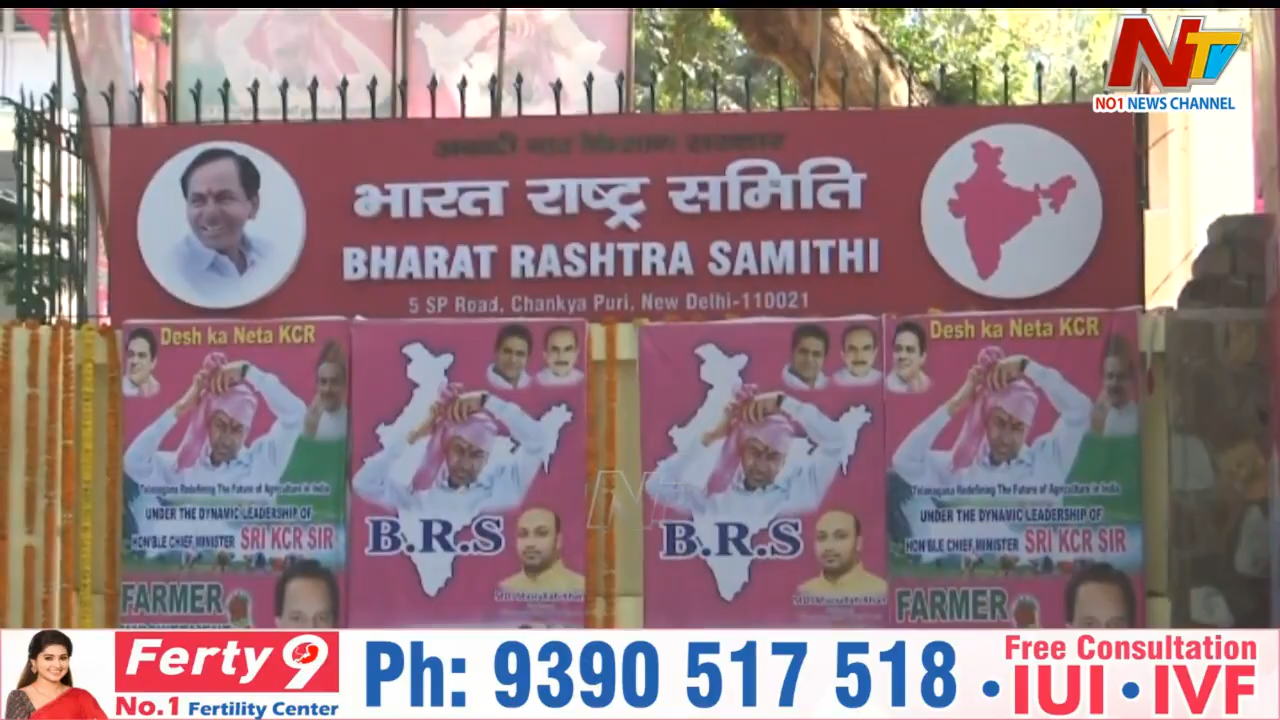 NTV
NO1 NEWS CHANNEL
अबकी बार किसान सरकार
भारत राष्ट्र समिति
BHARAT RASHTRA SAMITHI
5 SP Road, Chankya Puri, New Delhi-110021
Desh ka Neta KCR
Telanagana Redefining The Future of Agriculture in India
UNDER THE DYNAMIC LEADERSHIP OF
HON'BLE CHIEF MINISTER SRI KCR SIR
FARMER
B.R.S
B.R.S
Desh ka Neta KCR
Telanagana Redefining The Future of Agriculture in India
UNDER THE DYNAMIC LEADERSHIP OF
HON'BLE CHIEF MINISTER SRI KCR SIR
FARMER
Ferty9
No.1 Fertility Center
Ph: 9390 517 518
Free Consultation
• IUI • IVF